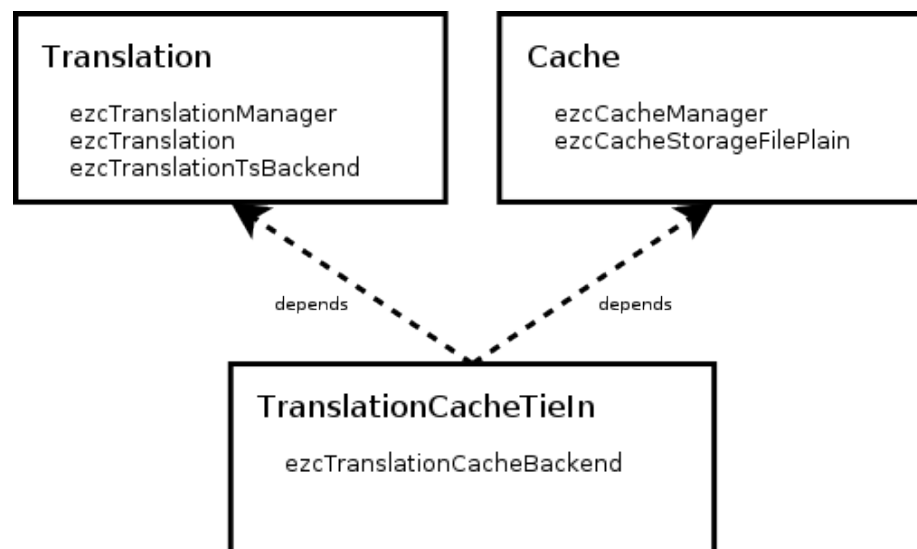 Translation
ezcTranslationManager
ezcTranslation
ezcTranslationTsBackend
Cache
ezcCacheManager
ezcCacheStorageFilePlain
depends
depends
TranslationCacheTieIn
ezcTranslationCacheBackend